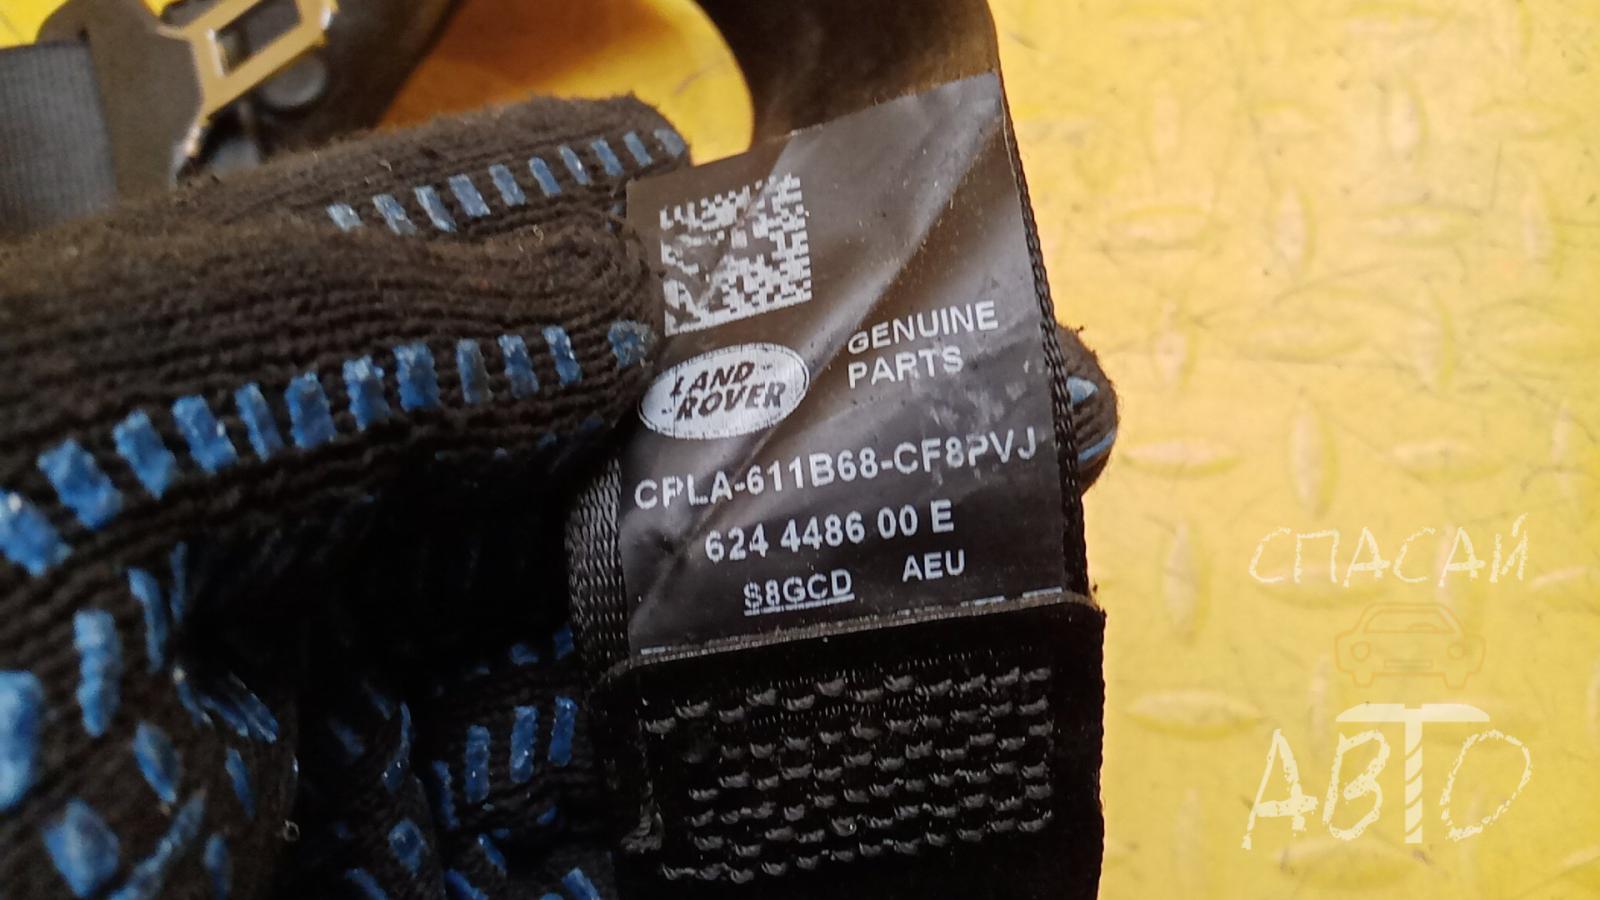 GENUINE
PARTS
LAND
ROVER
CPLA-611B68-CF8PVJ
624 4486 00 E
S8GCD AEU
СПАСАЙ
АВТО